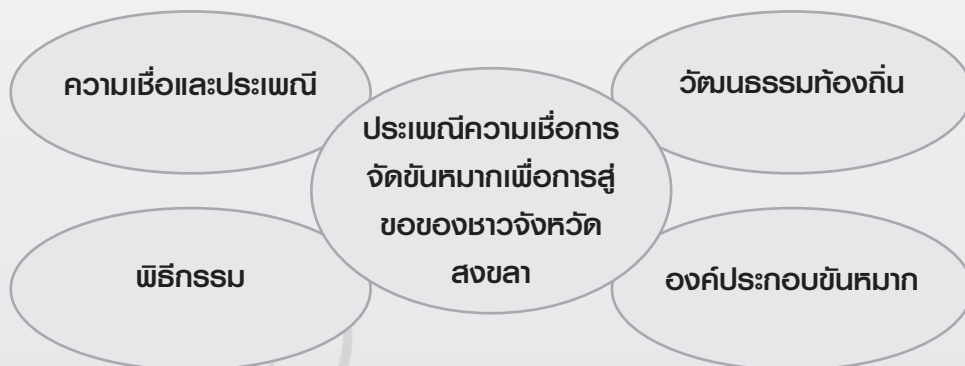 ความเชื่อและประเพณี
วัฒนธรรมท้องถิ่น
ประเพณีความเชื่อการ
จัดขันหมากเพื่อการสู่
ขอของชาวจังหวัด
สงขลา
พิธีกรรม
องค์ประกอบขันหมาก